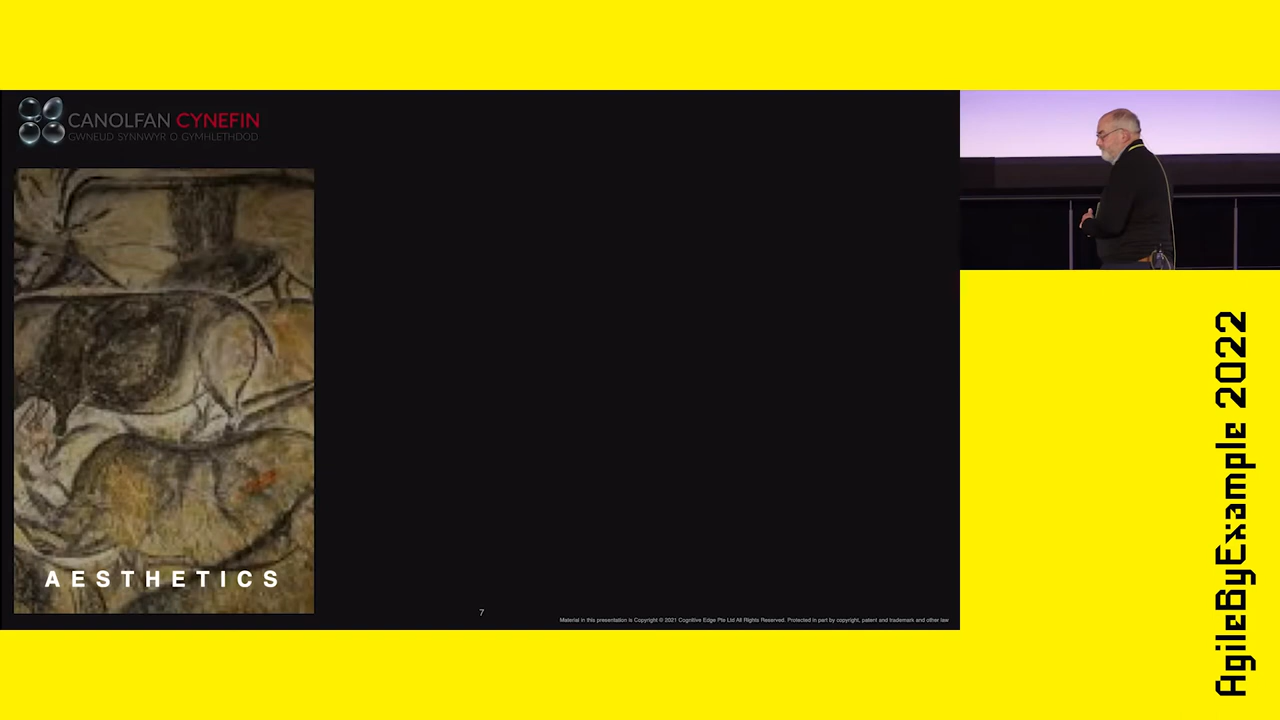 CANOLFAN CYNEFIN
GWNEUD SYNNWYR O GYMHLETHDOD
AESTHETICS
7
Material in this presentation is Copyright © 2021 Cognitive Edge Pte Ltd All Rights Reserved. Protected in part by copyright, patent and trademark and other law
AgileByExample 2022